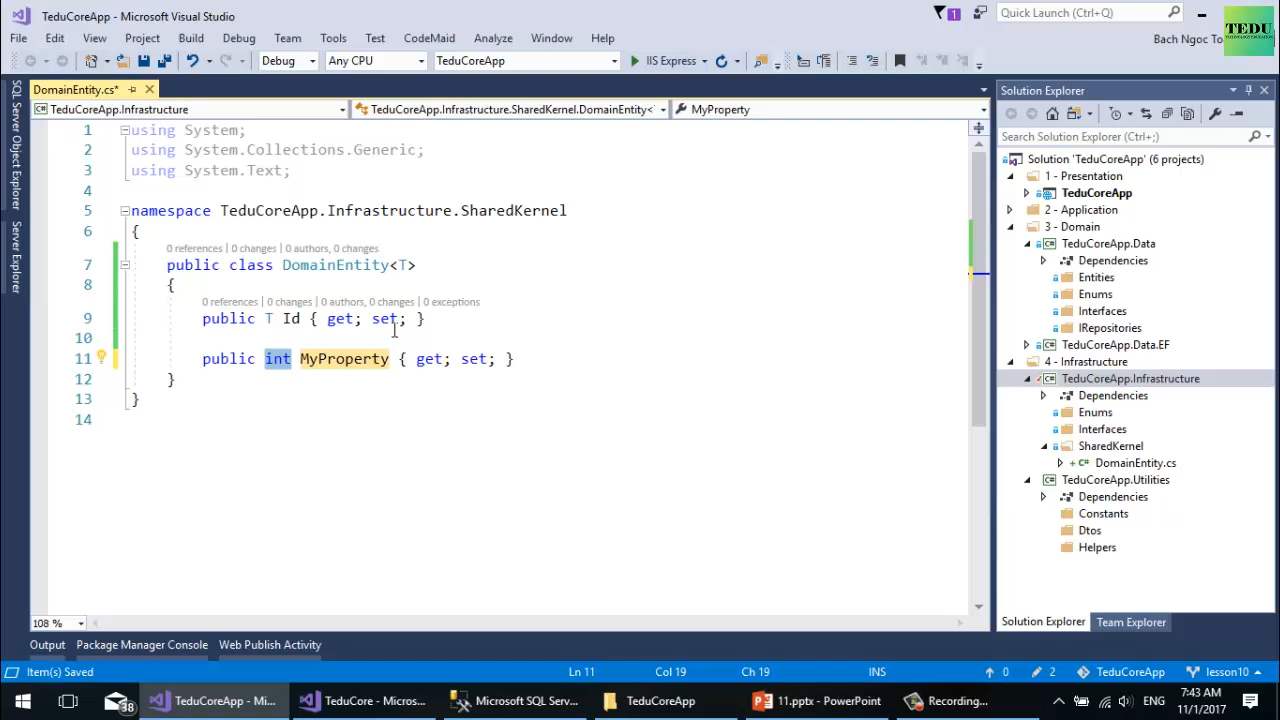 TeduCoreApp - Microsoft Visual Studio
1
Quick Launch (Ctrl+Q)
TEDU
File Edit View Project Build Debug Team Tools Test CodeMaid Analyze Window Help
Bach Ngoc To
Debug Any CPU TeduCoreApp IIS Express
DomainEntity.cs*
TeduCoreApp.Infrastructure
TeduCoreApp.Infrastructure.SharedKernel.DomainEntity<
MyProperty
SQL Server Object Explorer
Server Explorer
1 using System;
2 using System.Collections.Generic;
3 using System.Text;
4
5 namespace TeduCoreApp.Infrastructure.SharedKernel
6 {
0 references | 0 changes | 0 authors, 0 changes
7 public class DomainEntity<T>
8 {
0 references | 0 changes | 0 authors, 0 changes | 0 exceptions
9 public T Id { get; set; }
10
11 public int MyProperty { get; set; }
12 }
13 }
14
108 %
Solution Explorer
Search Solution Explorer (Ctrl+;)
Solution 'TeduCoreApp' (6 projects)
1 - Presentation
TeduCoreApp
2 - Application
3 - Domain
TeduCoreApp.Data
Dependencies
Entities
Enums
Interfaces
IRepositories
TeduCoreApp.Data.EF
4 - Infrastructure
TeduCoreApp.Infrastructure
Dependencies
Enums
Interfaces
SharedKernel
DomainEntity.cs
TeduCoreApp.Utilities
Dependencies
Constants
Dtos
Helpers
Solution Explorer Team Explorer
Output Package Manager Console Web Publish Activity
Item(s) Saved Ln 11 Col 19 Ch 19 INS 0 2 TeduCoreApp lesson10
38 TeduCoreApp - Mi... TeduCore - Micros... Microsoft SQL Serv... TeduCoreApp 11.pptx - PowerPoint Recording... ENG
7:43 AM
11/1/2017